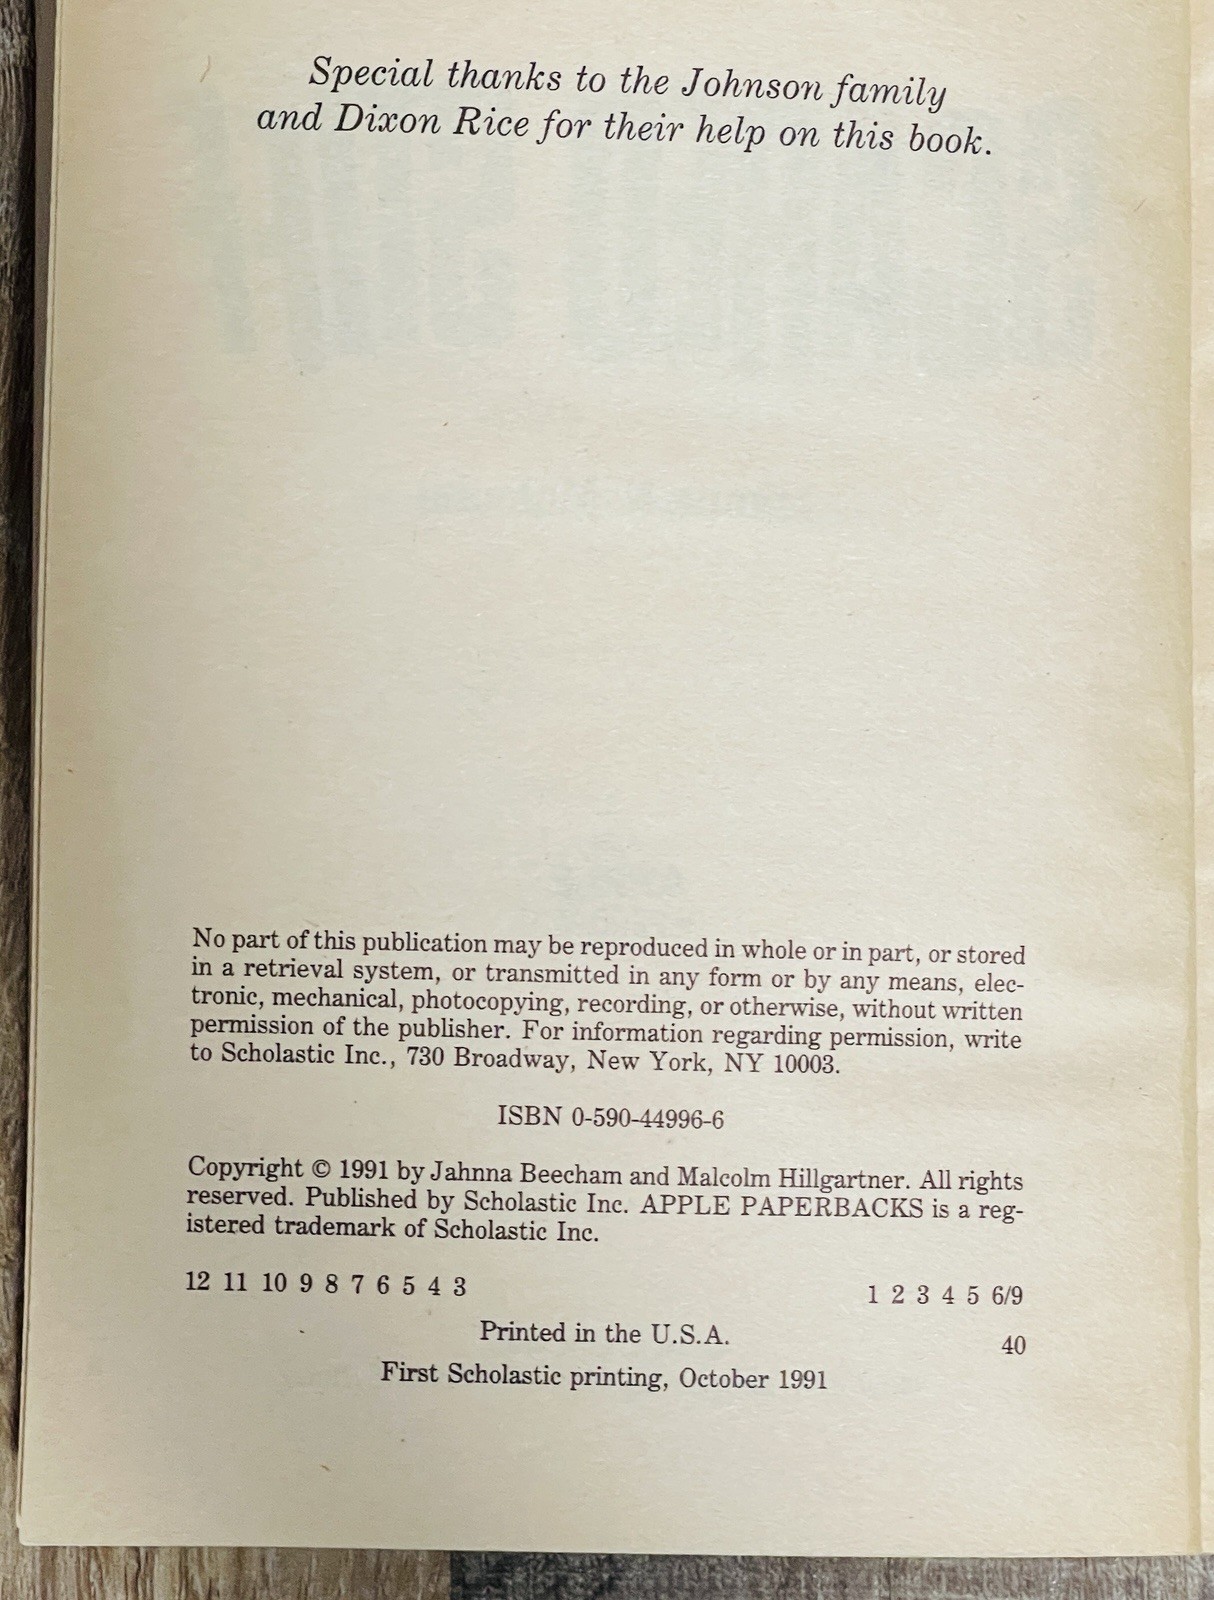 Special thanks to the Johnson family
and Dixon Rice for their help on this book.
No part of this publication may be reproduced in whole or in part, or stored
in a retrieval system, or transmitted in any form or by any means, elec-
tronic, mechanical, photocopying, recording, or otherwise, without written
permission of the publisher. For information regarding permission, write
to Scholastic Inc., 730 Broadway, New York, NY 10003.
ISBN 0-590-44996-6
Copyright © 1991 by Jahnna Beecham and Malcolm Hillgartner. All rights
reserved. Published by Scholastic Inc. APPLE PAPERBACKS is a reg-
istered trademark of Scholastic Inc.
12 11 10 9 8 7 6 5 4 3 1 2 3 4 5 6/9
Printed in the U.S.A. 40
First Scholastic printing, October 1991